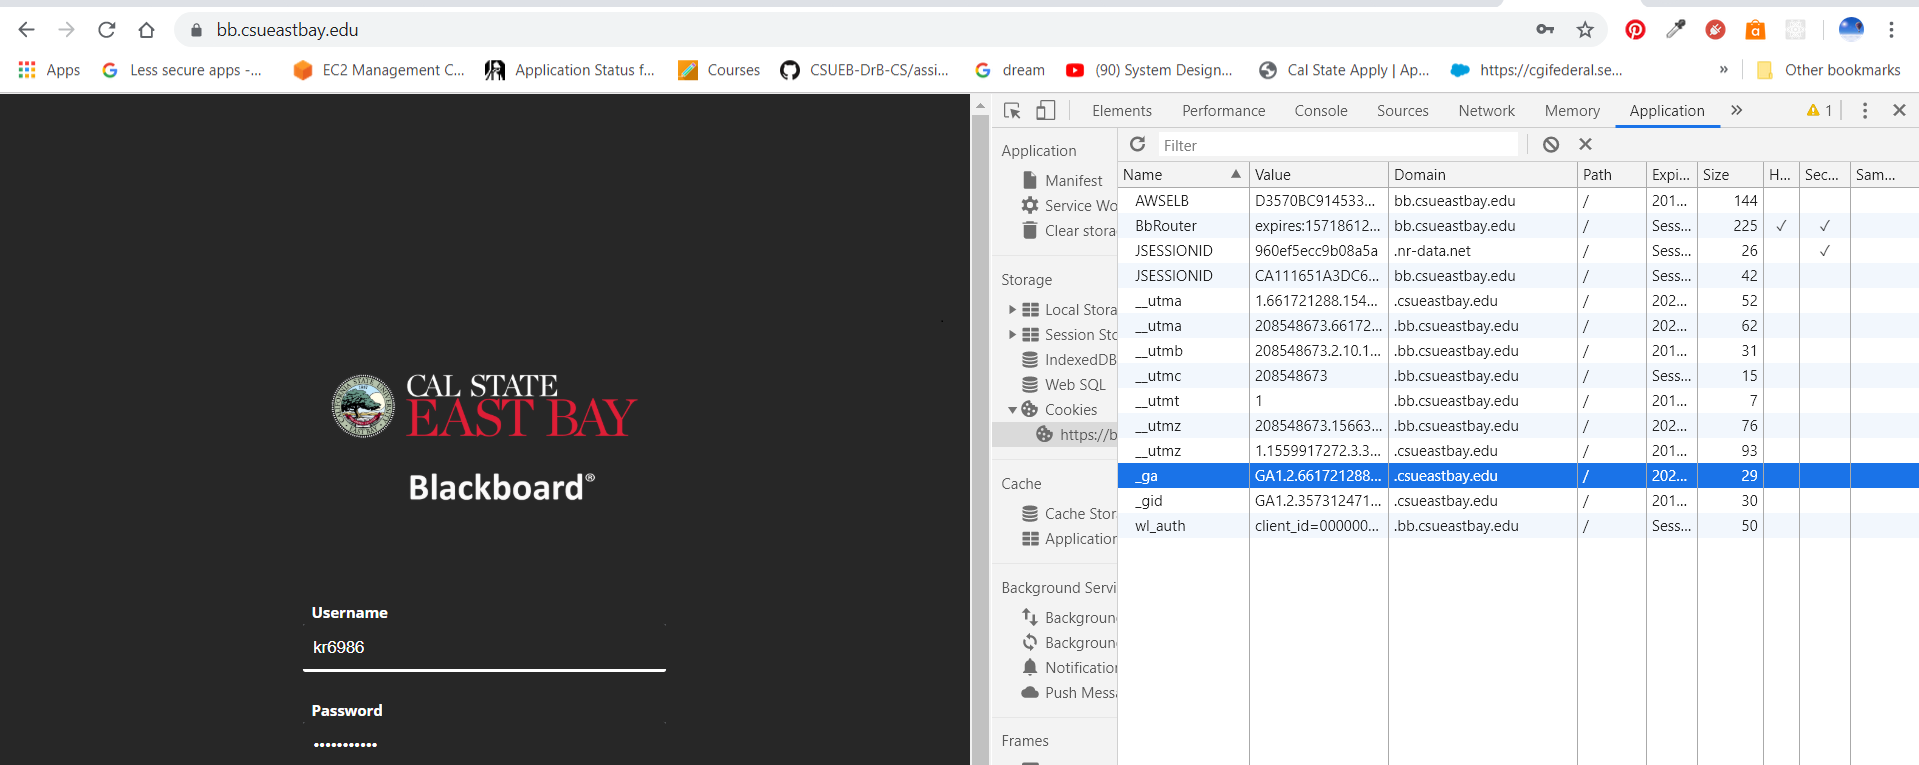 bb.csueastbay.edu
Apps Less secure apps -... EC2 Management C... Application Status f... Courses CSUEB-DrB-CS/assi... dream (90) System Design... Cal State Apply | Ap... https://cgifederal.se... » Other bookmarks
Elements Performance Console Sources Network Memory Application » 1
Application
Manifest
Service Wo
Clear stora
Storage
Local Stora
Session Sto
IndexedDB
Web SQL
Cookies
https://b
Cache
Cache Stor
Application
Background Servi
Background
Background
Notification
Push Messa
Frames
Filter
Name Value Domain Path Expi... Size H... Sec... Sam...
AWSELB D3570BC914533... bb.csueastbay.edu / 201... 144
BbRouter expires:15718612... bb.csueastbay.edu / Sess... 225 ✓ ✓
JSESSIONID 960ef5ecc9b08a5a .nr-data.net / Sess... 26 ✓
JSESSIONID CA111651A3DC6... bb.csueastbay.edu / Sess... 42
__utma 1.661721288.154... .csueastbay.edu / 202... 52
__utma 208548673.66172... .bb.csueastbay.edu / 202... 62
__utmb 208548673.2.10.1... .bb.csueastbay.edu / 201... 31
__utmc 208548673 .bb.csueastbay.edu / Sess... 15
__utmt 1 .bb.csueastbay.edu / 201... 7
__utmz 208548673.15663... .bb.csueastbay.edu / 202... 76
__utmz 1.1559917272.3.3... .csueastbay.edu / 201... 93
_ga GA1.2.661721288... .csueastbay.edu / 202... 29
_gid GA1.2.357312471... .csueastbay.edu / 201... 30
wl_auth client_id=000000... .bb.csueastbay.edu / Sess... 50
CAL STATE
EAST BAY
Blackboard®
Username
kr6986
Password
•••••••••••